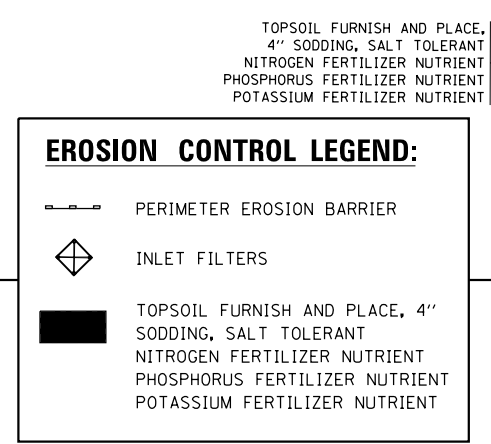 TOPSOIL FURNISH AND PLACE,
4'' SODDING, SALT TOLERANT
NITROGEN FERTILIZER NUTRIENT
PHOSPHORUS FERTILIZER NUTRIENT
POTASSIUM FERTILIZER NUTRIENT
EROSION CONTROL LEGEND:
PERIMETER EROSION BARRIER
INLET FILTERS
TOPSOIL FURNISH AND PLACE, 4''
SODDING, SALT TOLERANT
NITROGEN FERTILIZER NUTRIENT
PHOSPHORUS FERTILIZER NUTRIENT
POTASSIUM FERTILIZER NUTRIENT